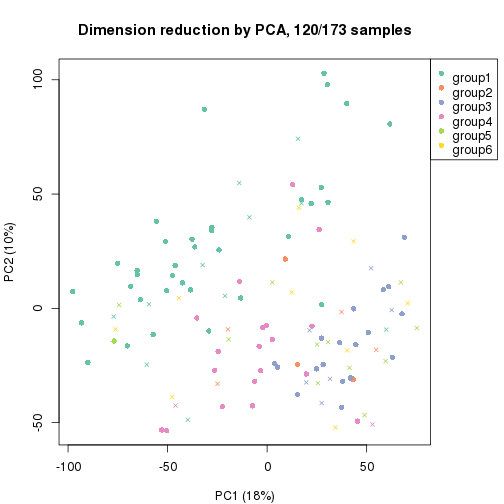 Dimension reduction by PCA, 120/173 samples
group1
group2
group3
group4
group5
group6
100
50
0
-50
PC2 (10%)
-100
-50
0
50
PC1 (18%)